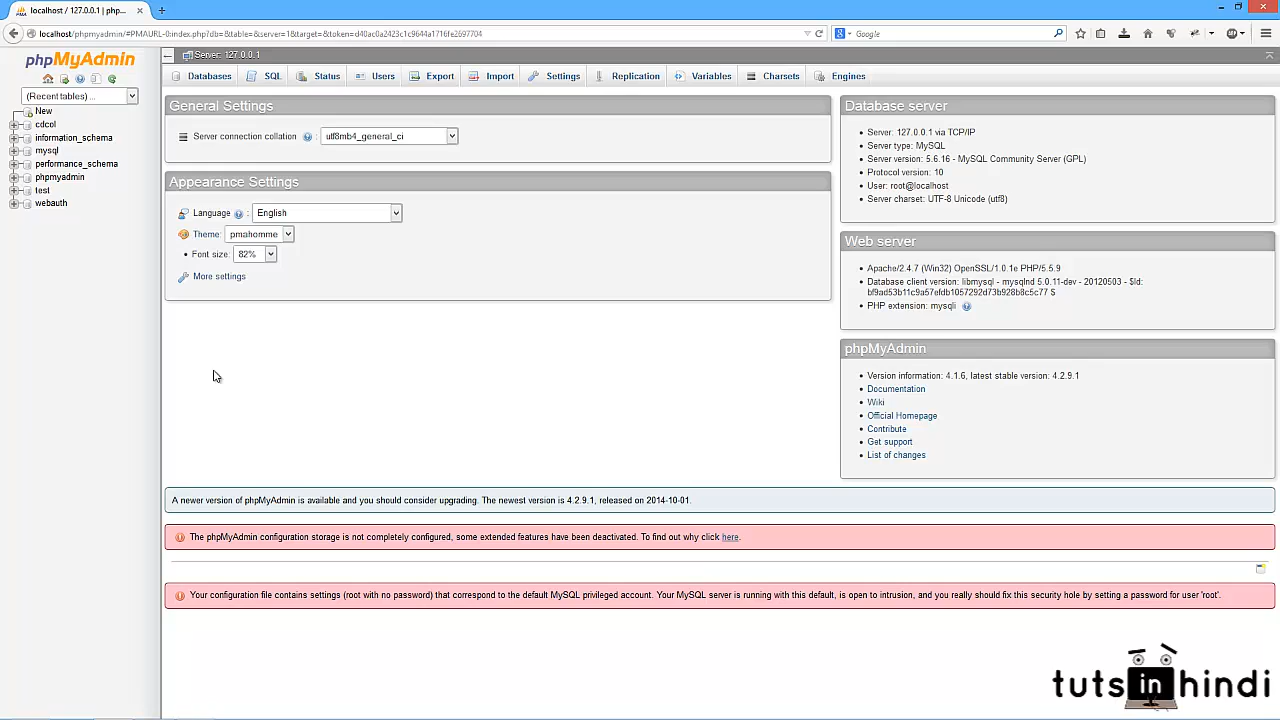 localhost / 127.0.0.1 | php...
localhost/phpmyadmin/#PMAURL-0:index.php?db=&table=&server=1&target=&token=d40ac0a2423c1c9644a1716fe2697704
Google
phpMyAdmin
(Recent tables) ...
New
cdcol
information_schema
mysql
performance_schema
phpmyadmin
test
webauth
Server: 127.0.0.1
Databases SQL Status Users Export Import Settings Replication Variables Charsets Engines
General Settings
Server connection collation : utf8mb4_general_ci
Appearance Settings
Language : English
Theme: pmahomme
Font size: 82%
More settings
Database server
Server: 127.0.0.1 via TCP/IP
Server type: MySQL
Server version: 5.6.16 - MySQL Community Server (GPL)
Protocol version: 10
User: root@localhost
Server charset: UTF-8 Unicode (utf8)
Web server
Apache/2.4.7 (Win32) OpenSSL/1.0.1e PHP/5.5.9
Database client version: libmysql - mysqlnd 5.0.11-dev - 20120503 - $Id:
bf9ad53b11c9a57efdb1057292d73b928b8c5c77 $
PHP extension: mysqli
phpMyAdmin
Version information: 4.1.6, latest stable version: 4.2.9.1
Documentation
Wiki
Official Homepage
Contribute
Get support
List of changes
A newer version of phpMyAdmin is available and you should consider upgrading. The newest version is 4.2.9.1, released on 2014-10-01.
The phpMyAdmin configuration storage is not completely configured, some extended features have been deactivated. To find out why click here.
Your configuration file contains settings (root with no password) that correspond to the default MySQL privileged account. Your MySQL server is running with this default, is open to intrusion, and you really should fix this security hole by setting a password for user 'root'.
tuts in hindi